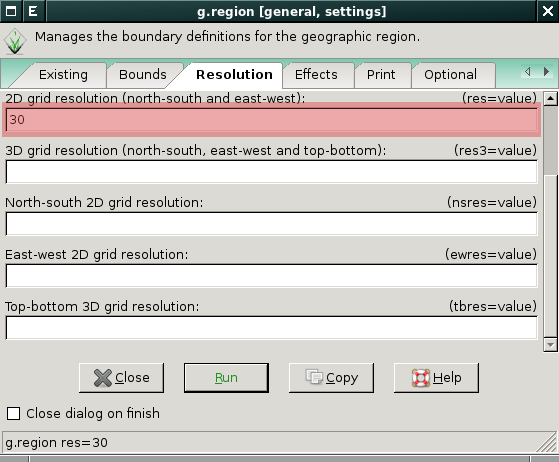 E g.region [general, settings]
Manages the boundary definitions for the geographic region.
Existing Bounds Resolution Effects Print Optional
2D grid resolution (north-south and east-west): (res=value)
30
3D grid resolution (north-south, east-west and top-bottom): (res3=value)
North-south 2D grid resolution: (nsres=value)
East-west 2D grid resolution: (ewres=value)
Top-bottom 3D grid resolution: (tbres=value)
Close Run Copy Help
Close dialog on finish
g.region res=30